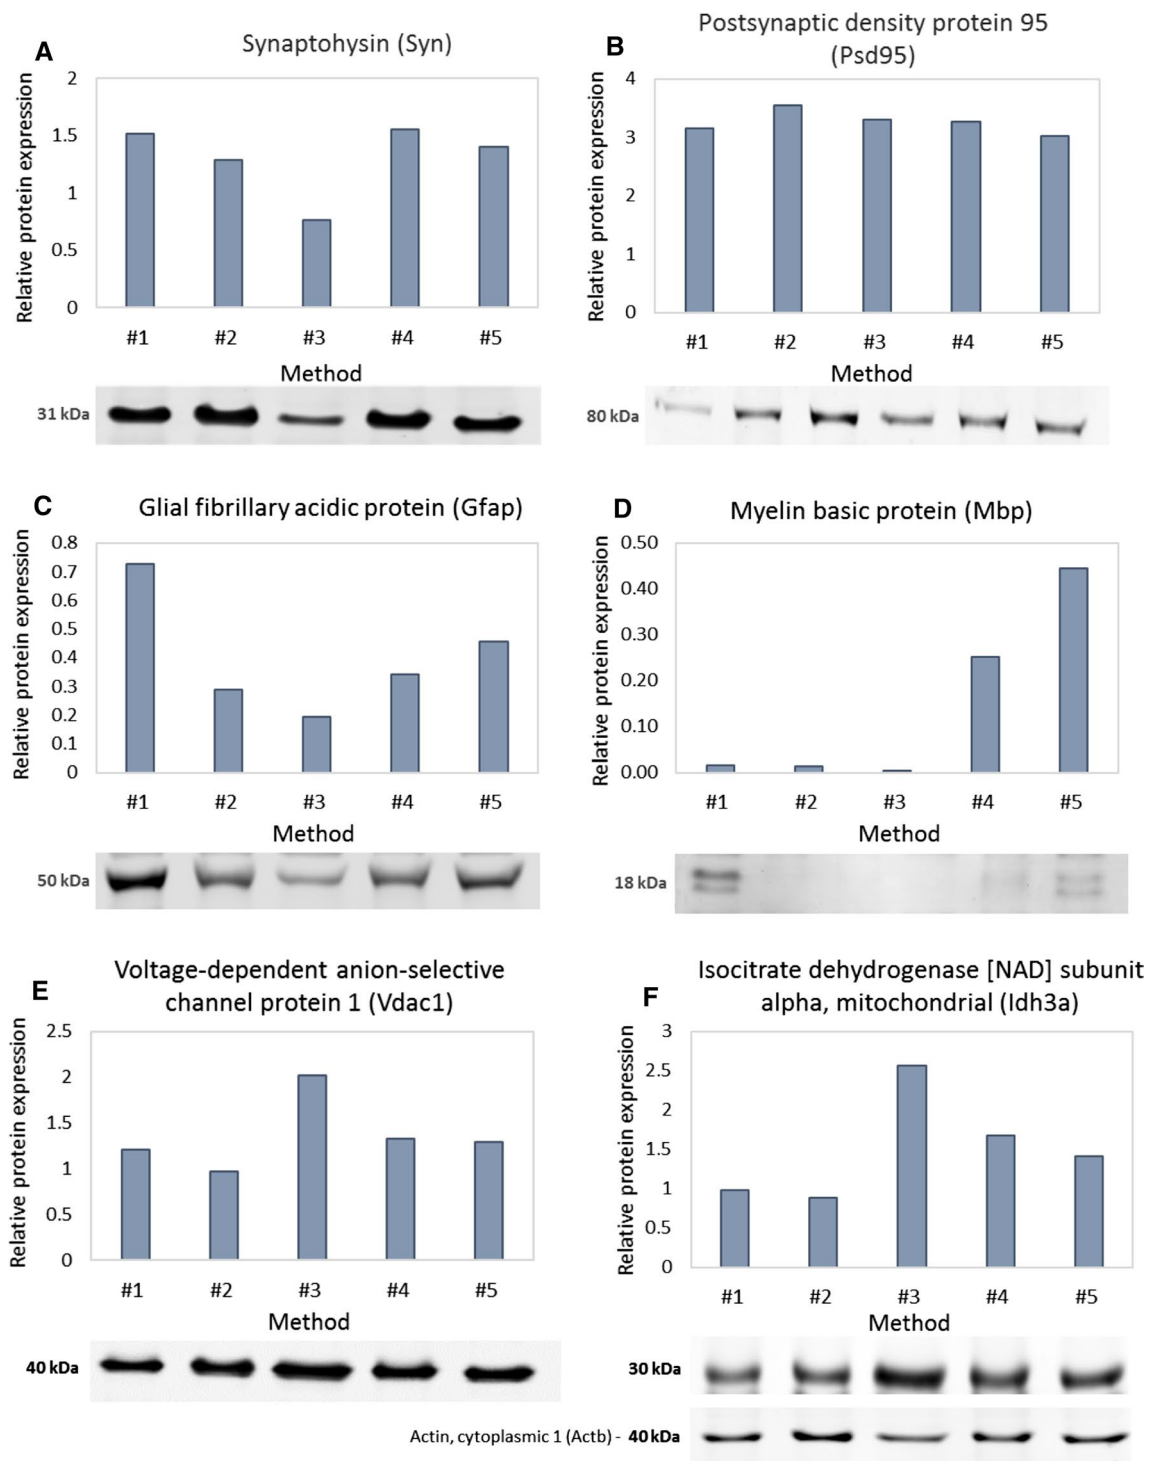 A
Synaptohysin (Syn)
Relative protein expression
2
1.5
1
0.5
0
#1 #2 #3 #4 #5
Method
31 kDa
B
Postsynaptic density protein 95
(Psd95)
Relative protein expression
4
3
2
1
0
#1 #2 #3 #4 #5
Method
80 kDa
C
Glial fibrillary acidic protein (Gfap)
Relative protein expression
0.8
0.7
0.6
0.5
0.4
0.3
0.2
0.1
0
#1 #2 #3 #4 #5
Method
50 kDa
D
Myelin basic protein (Mbp)
Relative protein expression
0.50
0.40
0.30
0.20
0.10
0.00
#1 #2 #3 #4 #5
Method
18 kDa
E
Voltage-dependent anion-selective
channel protein 1 (Vdac1)
Relative protein expression
2.5
2
1.5
1
0.5
0
#1 #2 #3 #4 #5
Method
40 kDa
F
Isocitrate dehydrogenase [NAD] subunit
alpha, mitochondrial (Idh3a)
Relative protein expression
3
2.5
2
1.5
1
0.5
0
#1 #2 #3 #4 #5
Method
30 kDa
Actin, cytoplasmic 1 (Actb) - 40 kDa